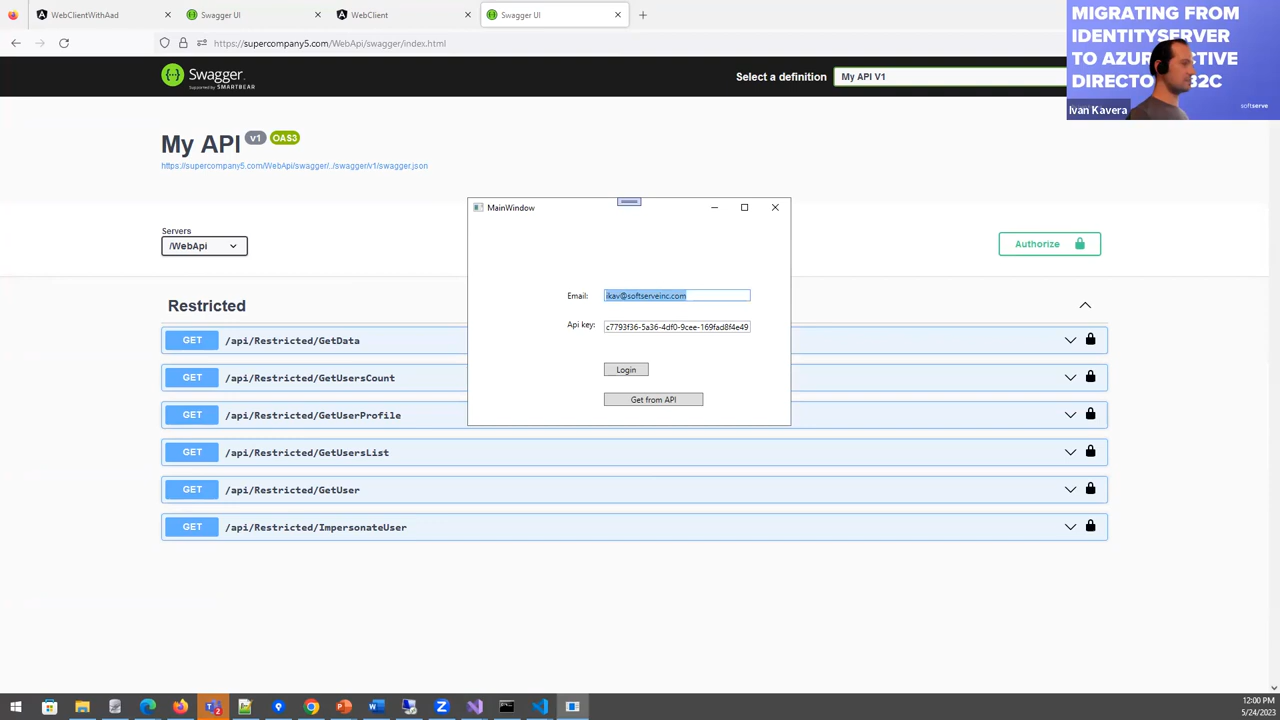 WebClientWithAad
Swagger UI
WebClient
Swagger UI
https://supercompany5.com/WebApi/swagger/index.html
MIGRATING FROM
IDENTITYSERVER
TO AZURE ACTIVE
DIRECTO B2C
Ivan Kavera
softserve
Swagger
Supported by SMARTBEAR
Select a definition
My API V1
My API v1 OAS3
https://supercompany5.com/WebApi/swagger/../swagger/v1/swagger.json
Servers
/WebApi
Authorize
MainWindow
Email: ikav@softserveinc.com
Api key: c7793f36-5a36-4df0-9cee-169fad8f4e49
Login
Get from API
Restricted
GET /api/Restricted/GetData
GET /api/Restricted/GetUsersCount
GET /api/Restricted/GetUserProfile
GET /api/Restricted/GetUsersList
GET /api/Restricted/GetUser
GET /api/Restricted/ImpersonateUser
12:00 PM
5/24/2023